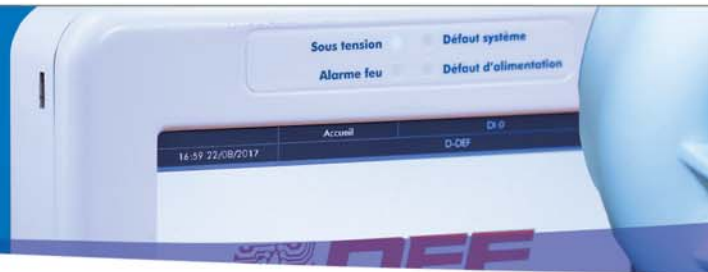 Sous tension Défaut système
Alarme feu Défaut d'alimentation
Accueil DI 0
16:59 22/08/2017 D-DEF
DEF